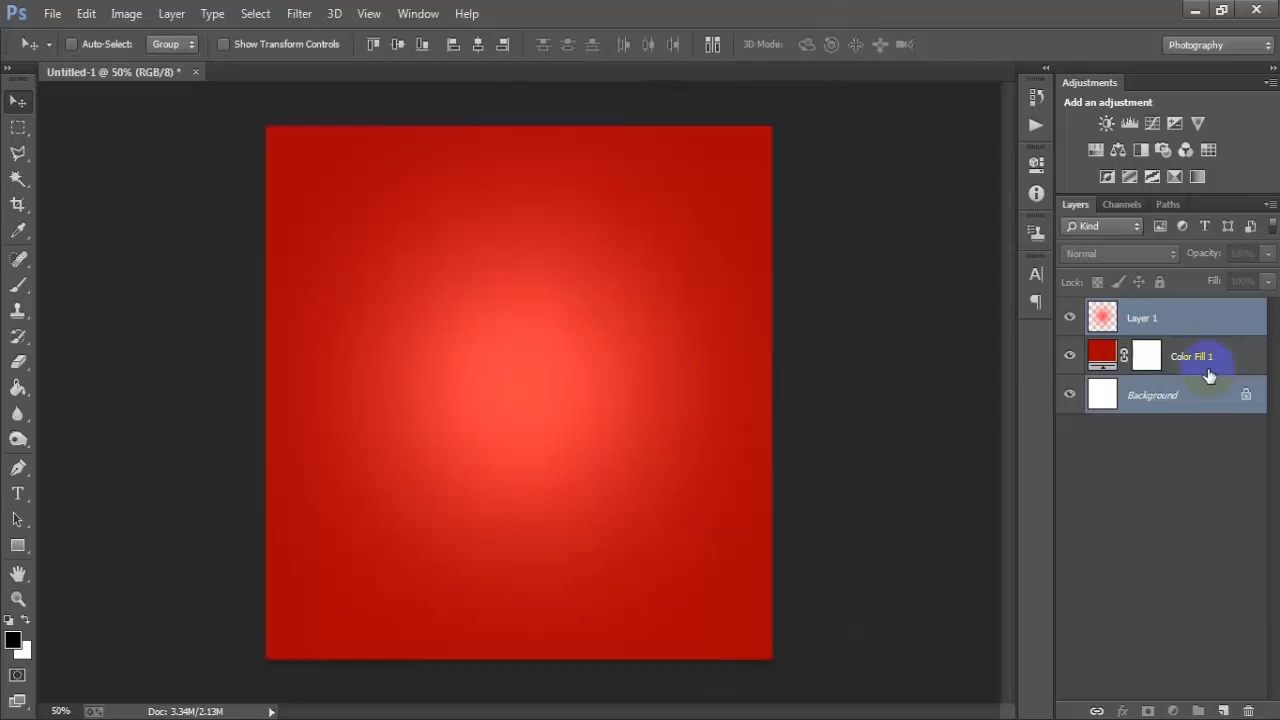 Ps File Edit Image Layer Type Select Filter 3D View Window Help
Auto-Select: Group Show Transform Controls 3D Mode: Photography
Untitled-1 @ 50% (RGB/8) * ×
Adjustments
Add an adjustment
Layers Channels Paths
Kind
Normal Opacity: 100%
Lock: Fill: 100%
Layer 1
Color Fill 1
Background
50% Doc: 3.34M/2.13M